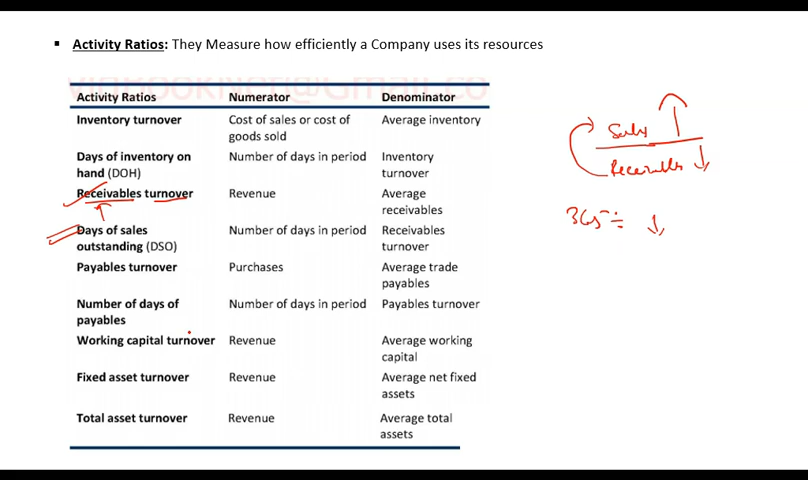 ▪ Activity Ratios: They Measure how efficiently a Company uses its resources
Activity Ratios Numerator Denominator
Inventory turnover Cost of sales or cost of goods sold Average inventory
Days of inventory on hand (DOH) Number of days in period Inventory turnover
Receivables turnover Revenue Average receivables
Days of sales outstanding (DSO) Number of days in period Receivables turnover
Payables turnover Purchases Average trade payables
Number of days of payables Number of days in period Payables turnover
Working capital turnover Revenue Average working capital
Fixed asset turnover Revenue Average net fixed assets
Total asset turnover Revenue Average total assets
Sales ↑
Receivables ↓
365 ÷ ↓